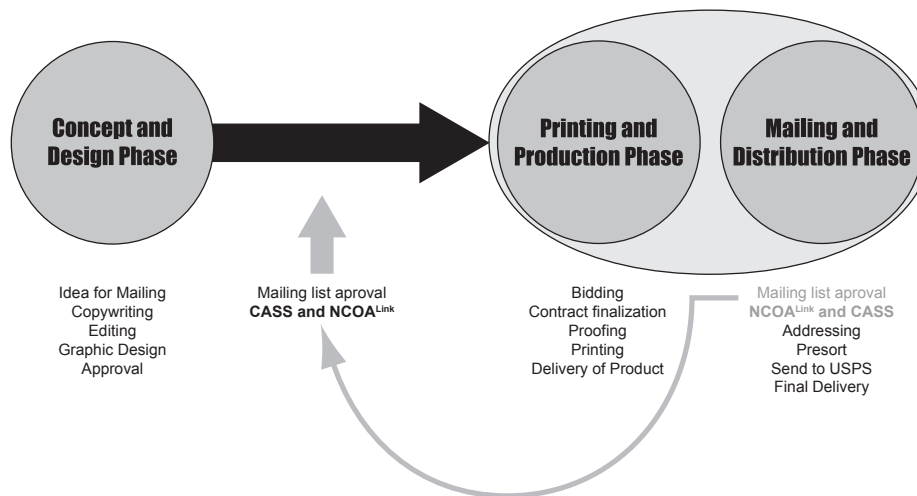 Concept and
Design Phase
Printing and
Production Phase
Mailing and
Distribution Phase
Idea for Mailing
Copywriting
Editing
Graphic Design
Approval
Mailing list aproval
CASS and NCOALink
Bidding
Contract finalization
Proofing
Printing
Delivery of Product
Mailing list aproval
NCOALink and CASS
Addressing
Presort
Send to USPS
Final Delivery